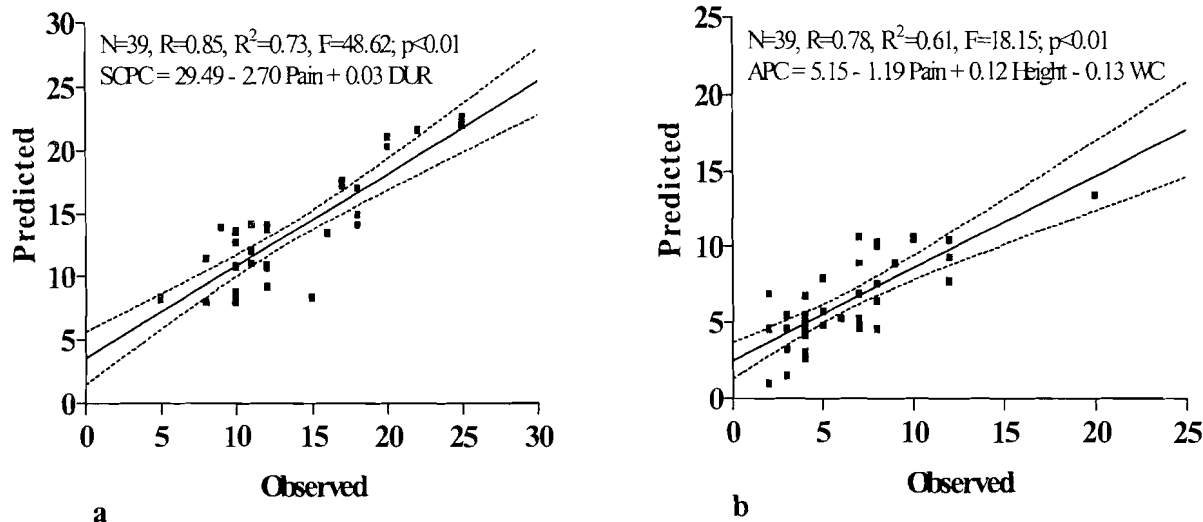 N=39, R=0.85, R²=0.73, F=48.62; p<0.01
SCPC = 29.49 - 2.70 Pain + 0.03 DUR
30
25
20
15
10
5
0
Predicted
0 5 10 15 20 25 30
Observed
a
N=39, R=0.78, R²=0.61, F=18.15; p<0.01
APC = 5.15 - 1.19 Pain + 0.12 Height - 0.13 WC
25
20
15
10
5
0
Predicted
0 5 10 15 20 25
Observed
b